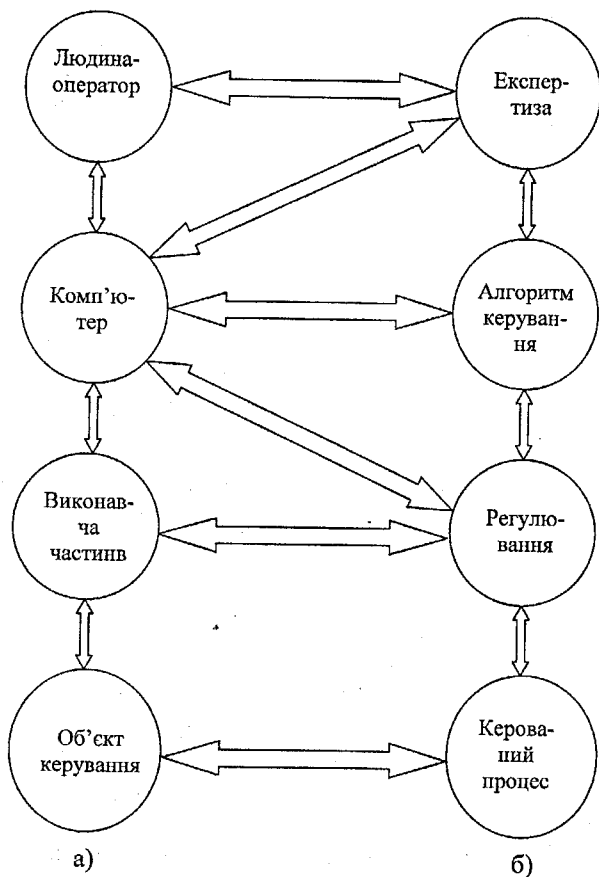 Людина-
оператор
Експер-
тиза
Комп’ю-
тер
Алгоритм
керуван-
ня
Виконав-
ча
частинв
Регулю-
вання
Об’єкт
керування
Керова-
ний
процес
а)
б)